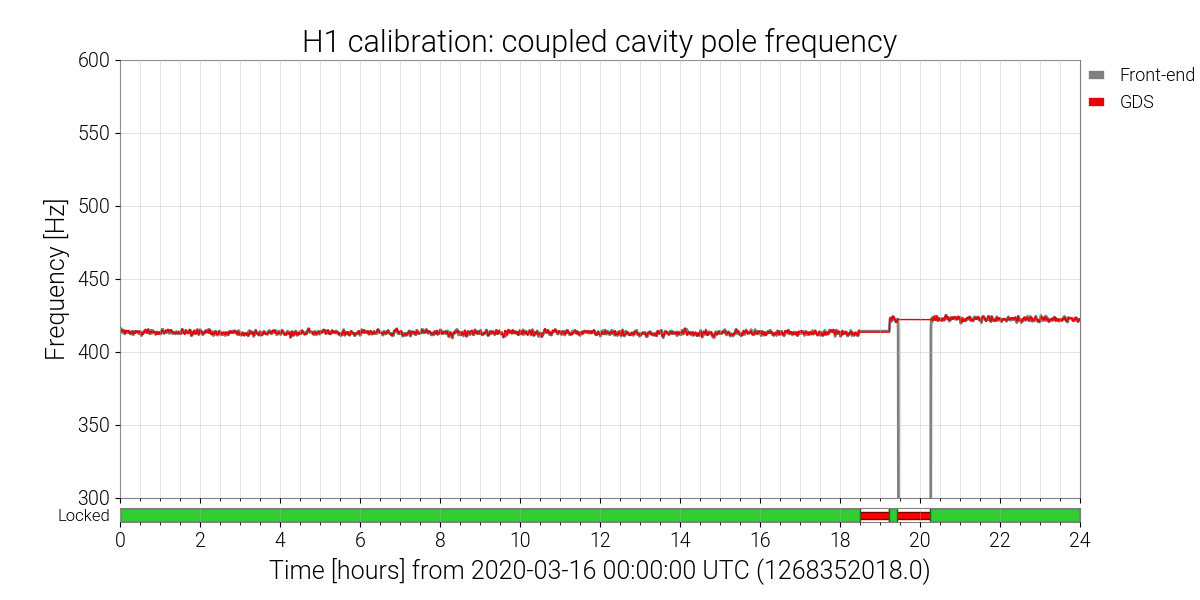 H1 calibration: coupled cavity pole frequency
Front-end
GDS
Frequency [Hz]
600
550
500
450
400
350
300
Locked
0 2 4 6 8 10 12 14 16 18 20 22 24
Time [hours] from 2020-03-16 00:00:00 UTC (1268352018.0)